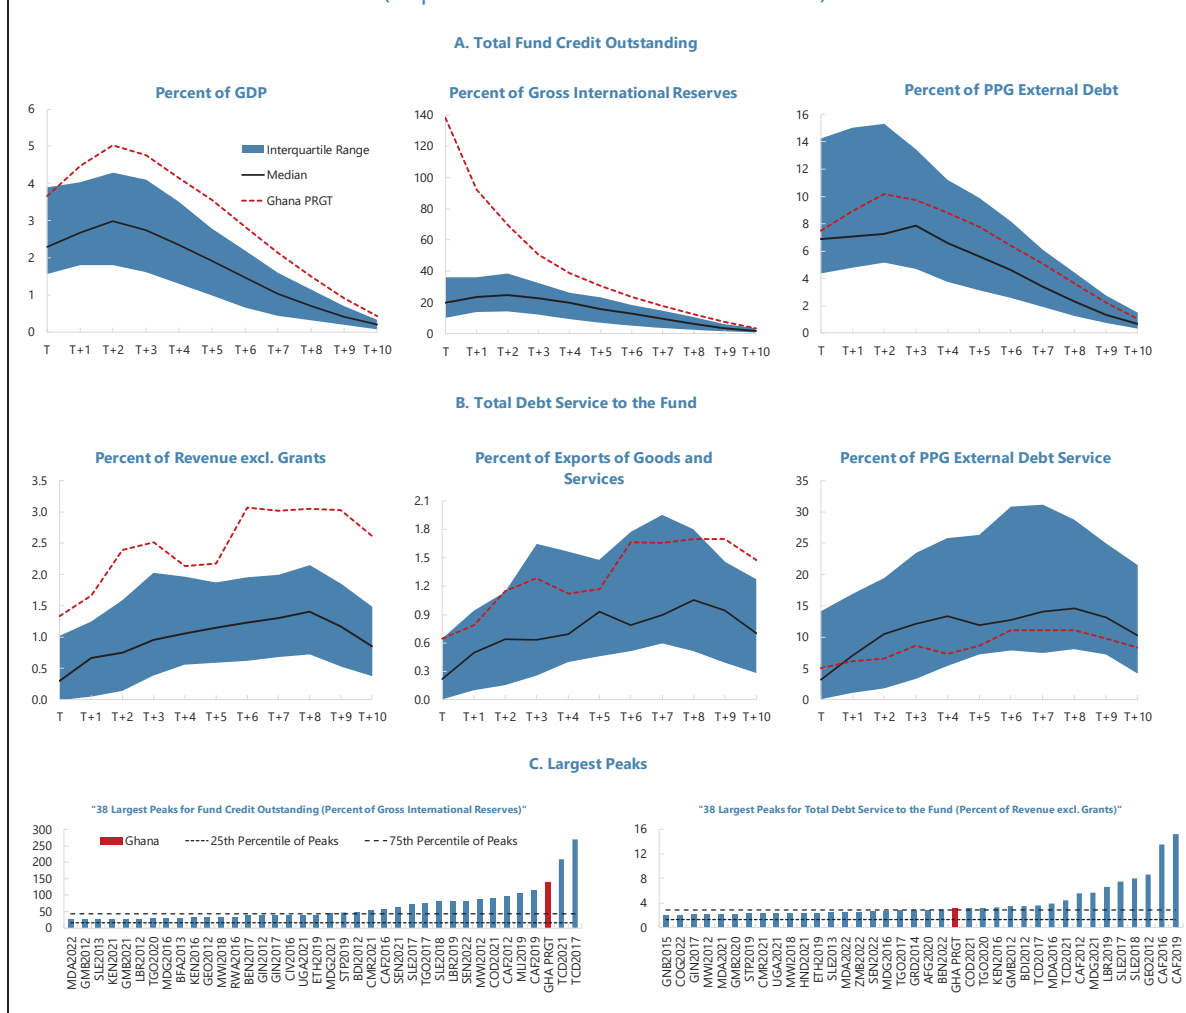 A. Total Fund Credit Outstanding
Percent of GDP
6
5
4
3
2
1
0
Interquartile Range
Median
Ghana PRGT
T T+1 T+2 T+3 T+4 T+5 T+6 T+7 T+8 T+9 T+10
Percent of Gross International Reserves
140
120
100
80
60
40
20
0
T T+1 T+2 T+3 T+4 T+5 T+6 T+7 T+8 T+9 T+10
Percent of PPG External Debt
16
14
12
10
8
6
4
2
0
T T+1 T+2 T+3 T+4 T+5 T+6 T+7 T+8 T+9 T+10
B. Total Debt Service to the Fund
Percent of Revenue excl. Grants
3.5
3.0
2.5
2.0
1.5
1.0
0.5
0.0
T T+1 T+2 T+3 T+4 T+5 T+6 T+7 T+8 T+9 T+10
Percent of Exports of Goods and
Services
2.1
1.8
1.5
1.2
0.9
0.6
0.3
0.0
T T+1 T+2 T+3 T+4 T+5 T+6 T+7 T+8 T+9 T+10
Percent of PPG External Debt Service
35
30
25
20
15
10
5
0
T T+1 T+2 T+3 T+4 T+5 T+6 T+7 T+8 T+9 T+10
C. Largest Peaks
"38 Largest Peaks for Fund Credit Outstanding (Percent of Gross International Reserves)"
300
250
200
150
100
50
0
Ghana 25th Percentile of Peaks 75th Percentile of Peaks
MDA2022
GMB2012
SLE2013
KEN2021
GMB2021
LBR2012
TGO2020
MDG2016
BFA2013
KEN2016
GEO2012
RWA2016
BEN2017
GIN2012
GIN2017
CIV2016
UGA2021
ETH2019
MWI2018
STP2019
BDI2012
CMR2021
CAF2016
SEN2021
SLE2017
TGO2017
SLE2018
LBR2019
SEN2022
MWI2012
COD2021
CAF2012
MLI2019
CAF2019
GHA PRGT
TCD2021
TCD2017
"38 Largest Peaks for Total Debt Service to the Fund (Percent of Revenue excl. Grants)"
16
12
8
4
0
GNB2015
COG2022
GIN2017
MWI2012
MDA2021
GMB2020
STP2019
CMR2021
UGA2021
MWI2018
HND2021
ETH2019
SLE2013
MDA2022
ZMB2022
SEN2022
MDG2016
TGO2017
GRD2014
AFG2020
BEN2022
GHA PRGT
COD2021
TGO2020
KEN2016
GMB2012
BDI2012
TCD2017
MDA2016
TCD2021
CAF2012
MDG2021
LBR2019
SLE2017
SLE2018
GEO2012
CAF2016
CAF2019